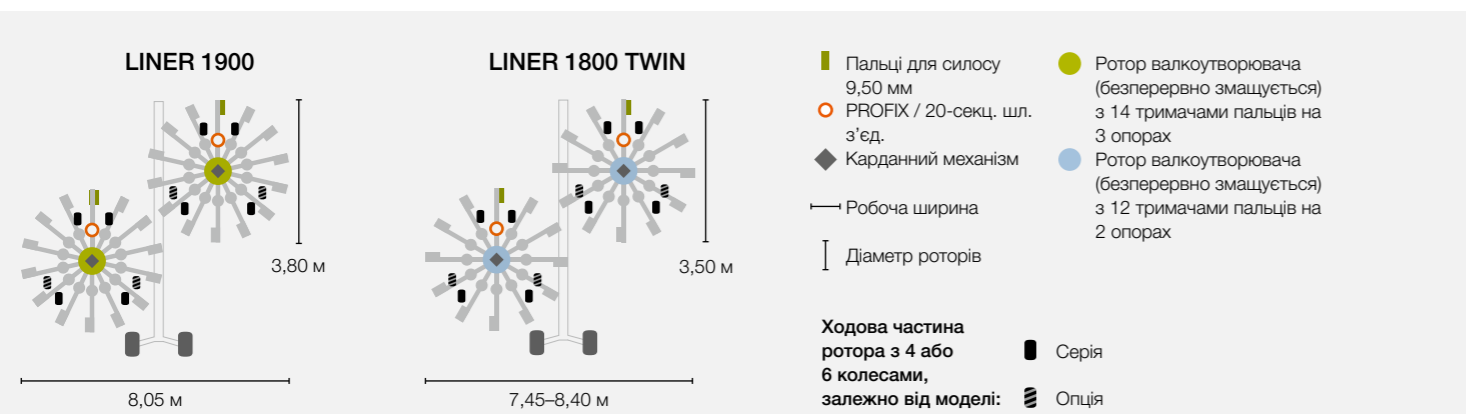 LINER 1900
3,80 м
8,05 м
LINER 1800 TWIN
3,50 м
7,45–8,40 м
Пальці для силосу
9,50 мм
PROFIX / 20-секц. шл.
з’єд.
Карданний механізм
Робоча ширина
Діаметр роторів
Ротор валкоутворювача
(безперервно змащується)
з 14 тримачами пальців на
3 опорах
Ротор валкоутворювача
(безперервно змащується)
з 12 тримачами пальців на
2 опорах
Ходова частина
ротора з 4 або
6 колесами,
залежно від моделі:
Серія
Опція